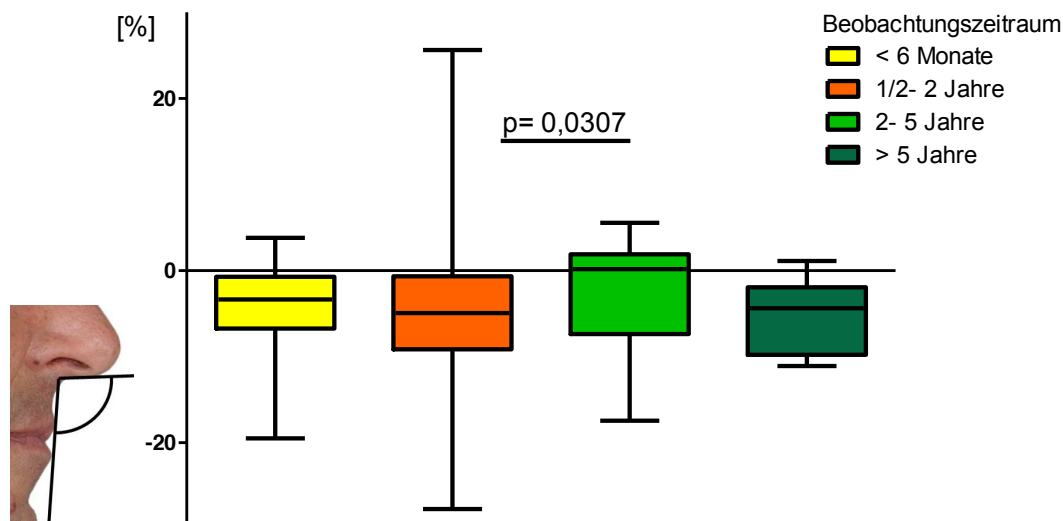 [%]
20
0
-20
p= 0,0307
Beobachtungszeitraum
< 6 Monate
1/2- 2 Jahre
2- 5 Jahre
> 5 Jahre